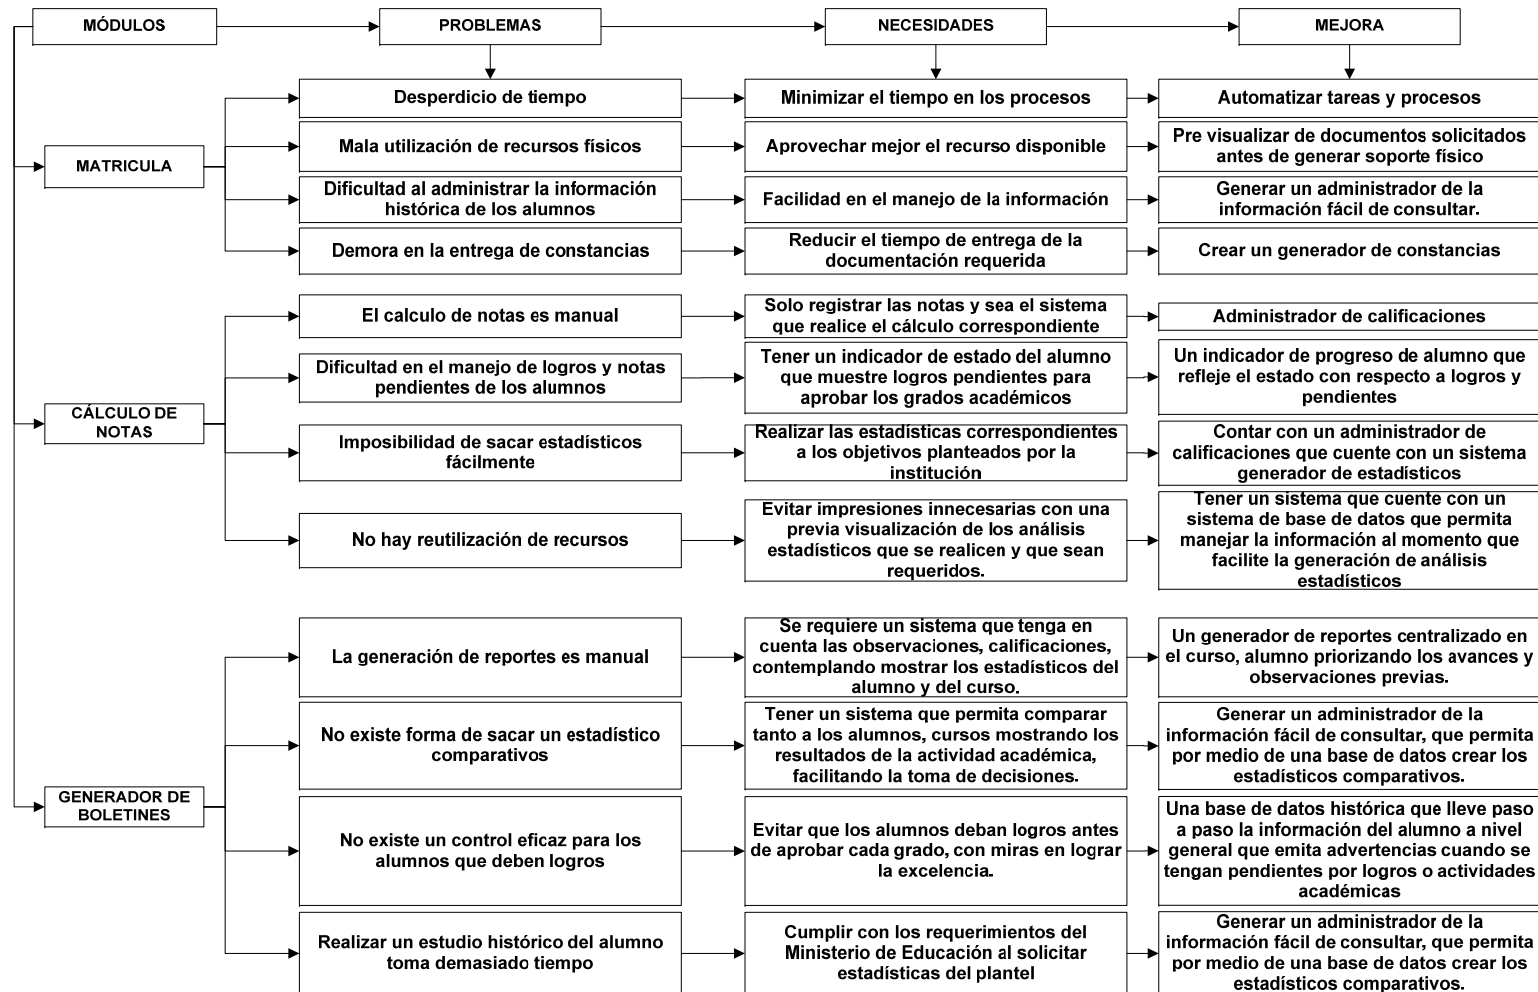 MÓDULOS
PROBLEMAS
NECESIDADES
MEJORA
MATRICULA
Desperdicio de tiempo
Minimizar el tiempo en los procesos
Automatizar tareas y procesos
Mala utilización de recursos físicos
Aprovechar mejor el recurso disponible
Pre visualizar de documentos solicitados
antes de generar soporte físico
Dificultad al administrar la información
histórica de los alumnos
Facilidad en el manejo de la información
Generar un administrador de la
información fácil de consultar.
Demora en la entrega de constancias
Reducir el tiempo de entrega de la
documentación requerida
Crear un generador de constancias
CÁLCULO DE
NOTAS
El calculo de notas es manual
Solo registrar las notas y sea el sistema
que realice el cálculo correspondiente
Administrador de calificaciones
Dificultad en el manejo de logros y notas
pendientes de los alumnos
Tener un indicador de estado del alumno
que muestre logros pendientes para
aprobar los grados académicos
Un indicador de progreso de alumno que
refleje el estado con respecto a logros y
pendientes
Imposibilidad de sacar estadísticos
fácilmente
Realizar las estadísticas correspondientes
a los objetivos planteados por la
institución
Contar con un administrador de
calificaciones que cuente con un sistema
generador de estadísticos
No hay reutilización de recursos
Evitar impresiones innecesarias con una
previa visualización de los análisis
estadísticos que se realicen y que sean
requeridos.
Tener un sistema que cuente con un
sistema de base de datos que permita
manejar la información al momento que
facilite la generación de análisis
estadísticos
GENERADOR DE
BOLETINES
La generación de reportes es manual
Se requiere un sistema que tenga en
cuenta las observaciones, calificaciones,
contemplando mostrar los estadísticos del
alumno y del curso.
Un generador de reportes centralizado en
el curso, alumno priorizando los avances y
observaciones previas.
No existe forma de sacar un estadístico
comparativos
Tener un sistema que permita comparar
tanto a los alumnos, cursos mostrando los
resultados de la actividad académica,
facilitando la toma de decisiones.
Generar un administrador de la
información fácil de consultar, que permita
por medio de una base de datos crear los
estadísticos comparativos.
No existe un control eficaz para los
alumnos que deben logros
Evitar que los alumnos deban logros antes
de aprobar cada grado, con miras en lograr
la excelencia.
Una base de datos histórica que lleve paso
a paso la información del alumno a nivel
general que emita advertencias cuando se
tengan pendientes por logros o actividades
académicas
Realizar un estudio histórico del alumno
toma demasiado tiempo
Cumplir con los requerimientos del
Ministerio de Educación al solicitar
estadísticas del plantel
Generar un administrador de la
información fácil de consultar, que permita
por medio de una base de datos crear los
estadísticos comparativos.